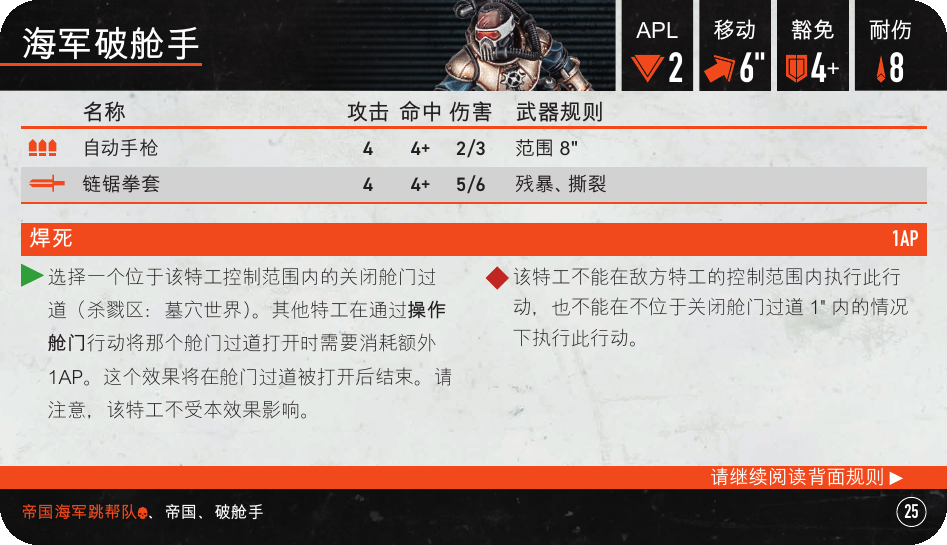 海军破舱手
APL 移动 豁免 耐伤
2 6" 4+ 8
名称 攻击 命中 伤害 武器规则
自动手枪 4 4+ 2/3 范围 8"
链锯拳套 4 4+ 5/6 残暴、撕裂
焊死 1AP
选择一个位于该特工控制范围内的关闭舱门过
道（杀戮区：墓穴世界）。其他特工在通过操作
舱门行动将那个舱门过道打开时需要消耗额外
1AP。这个效果将在舱门过道被打开后结束。请
注意，该特工不受本效果影响。
该特工不能在敌方特工的控制范围内执行此行
动，也不能在不位于关闭舱门过道 1" 内的情况
下执行此行动。
请继续阅读背面规则 ▶
帝国海军跳帮队、帝国、破舱手
25